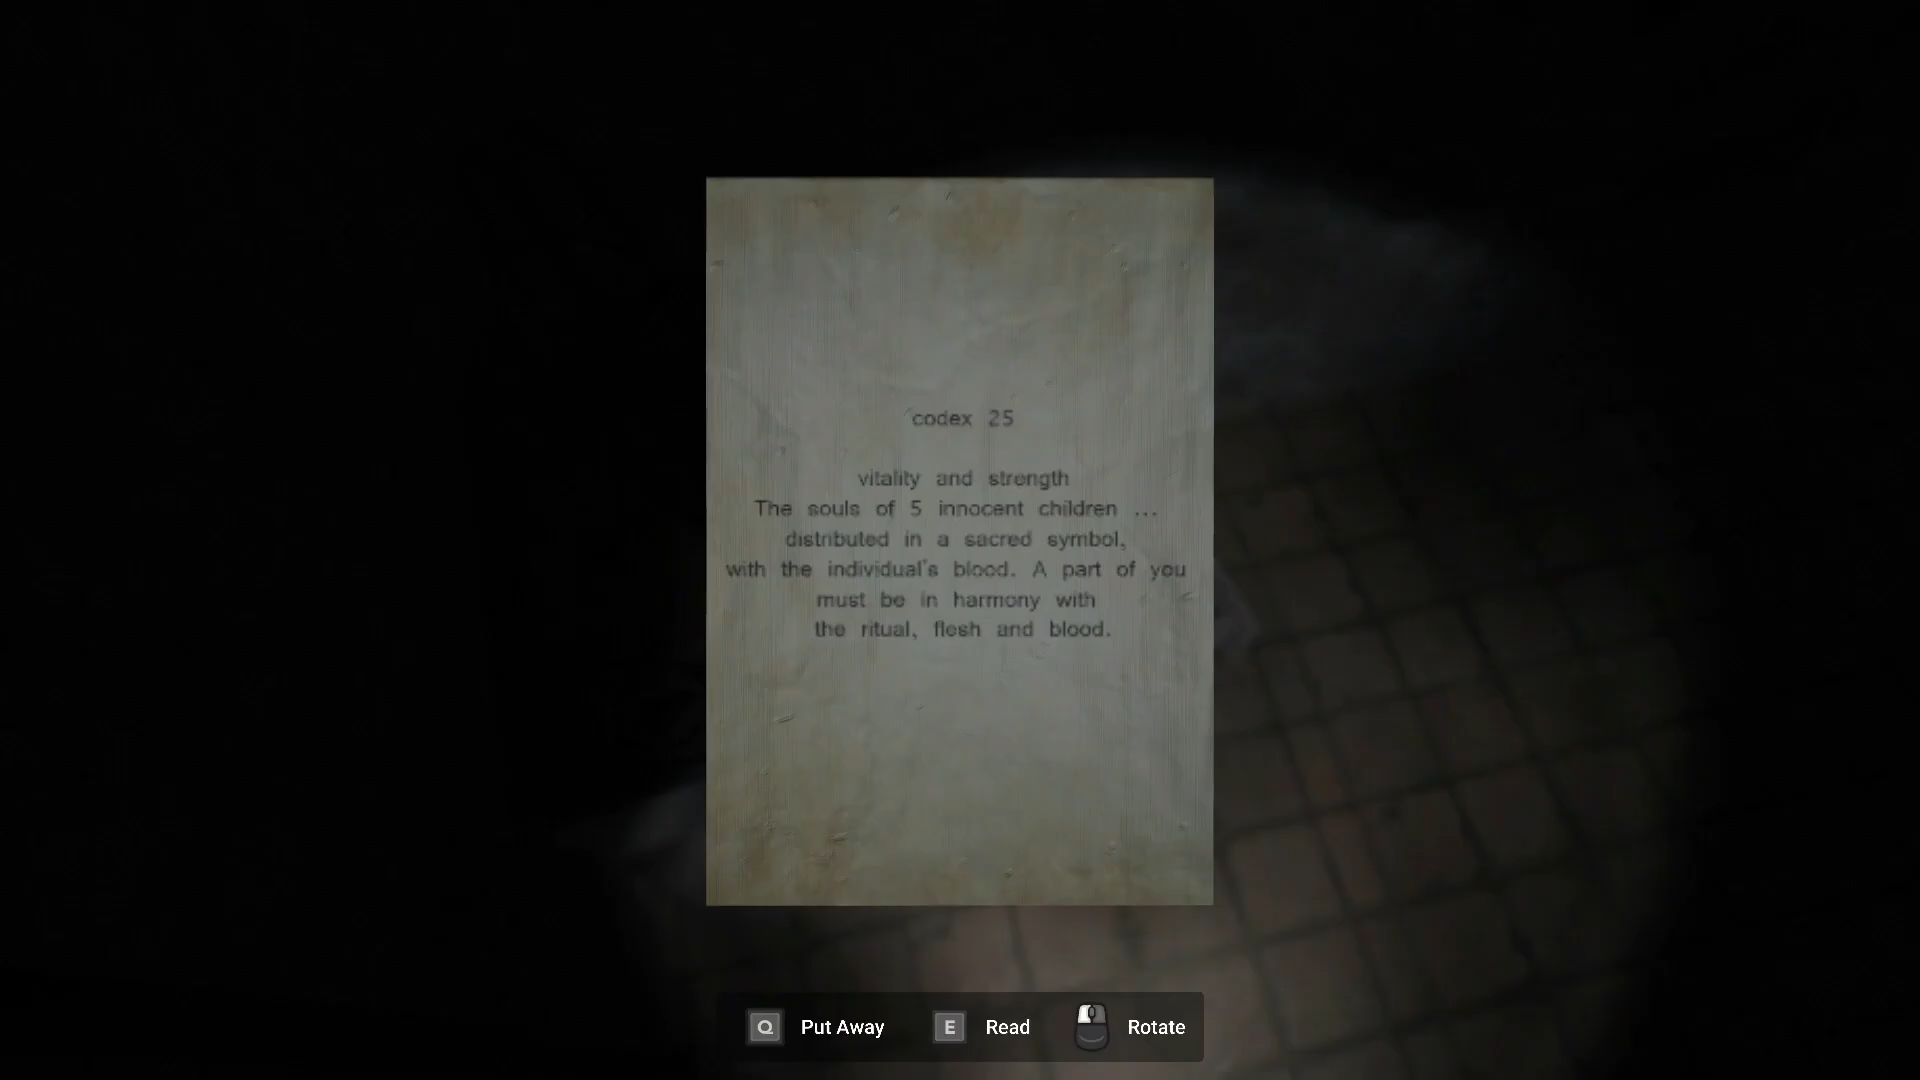 codex 25
vitality and strength
The souls of 5 innocent children ...
distributed in a sacred symbol,
with the individual's blood. A part of you
must be in harmony with
the ritual, flesh and blood.
Q Put Away E Read Rotate